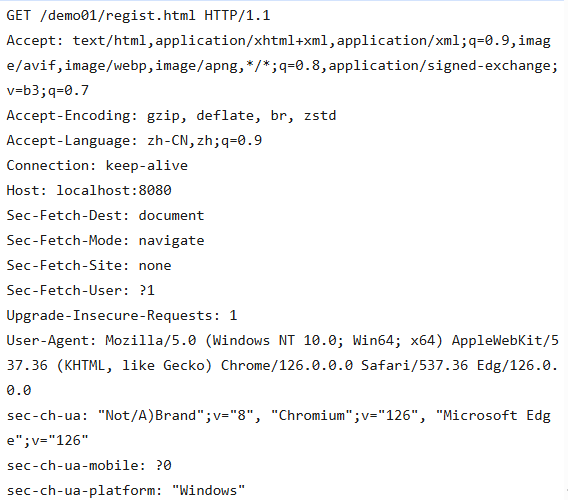 GET /demo01/regist.html HTTP/1.1
Accept: text/html,application/xhtml+xml,application/xml;q=0.9,imag
e/avif,image/webp,image/apng,*/*;q=0.8,application/signed-exchange;
v=b3;q=0.7
Accept-Encoding: gzip, deflate, br, zstd
Accept-Language: zh-CN,zh;q=0.9
Connection: keep-alive
Host: localhost:8080
Sec-Fetch-Dest: document
Sec-Fetch-Mode: navigate
Sec-Fetch-Site: none
Sec-Fetch-User: ?1
Upgrade-Insecure-Requests: 1
User-Agent: Mozilla/5.0 (Windows NT 10.0; Win64; x64) AppleWebKit/5
37.36 (KHTML, like Gecko) Chrome/126.0.0.0 Safari/537.36 Edg/126.0.
0.0
sec-ch-ua: "Not/A)Brand";v="8", "Chromium";v="126", "Microsoft Edg
e";v="126"
sec-ch-ua-mobile: ?0
sec-ch-ua-platform: "Windows"